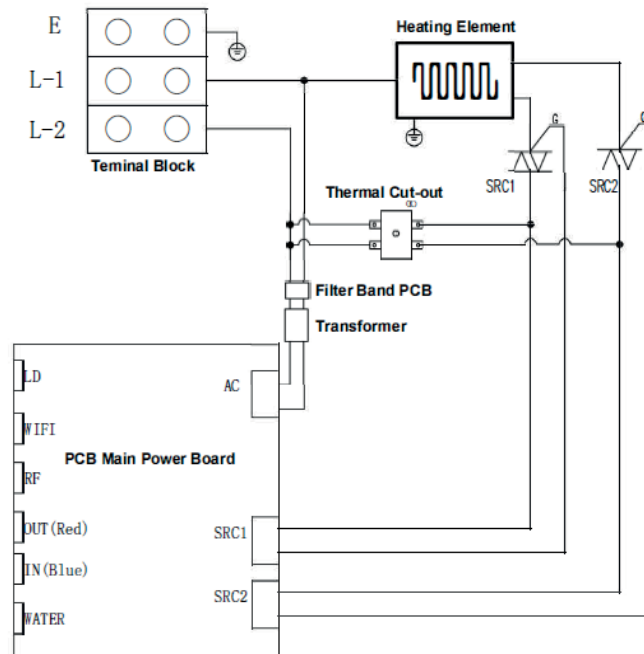 E
Heating Element
L-1
L-2
G
G
Teminal Block
SRC1
SRC2
Thermal Cut-out
Filter Band PCB
Transformer
LD
AC
WIFI
PCB Main Power Board
RF
OUT(Red)
SRC1
IN(Blue)
SRC2
WATER